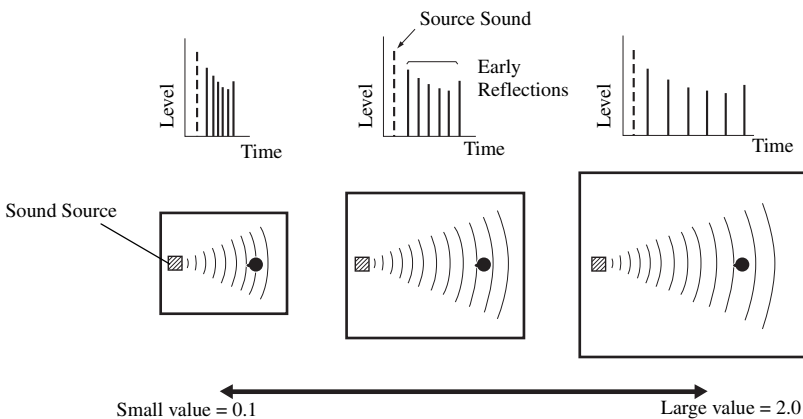 Source Sound
Early
Reflections
Level
Time
Level
Time
Level
Time
Sound Source
Small value = 0.1
Large value = 2.0